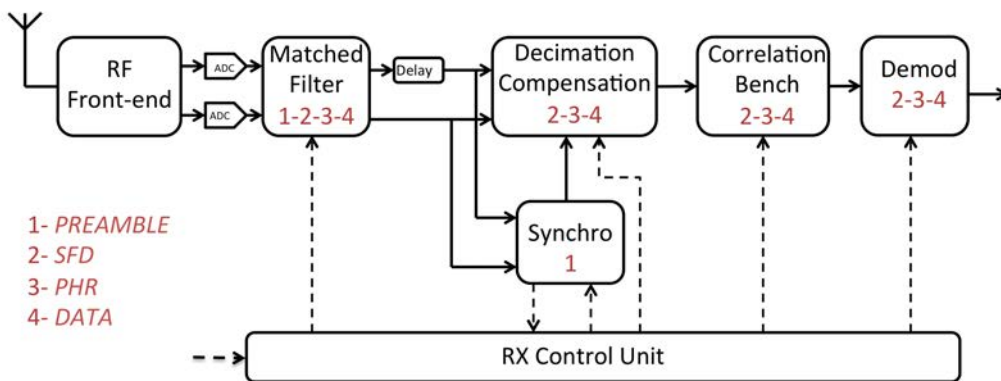 RF
Front-end
ADC
ADC
Matched
Filter
1-2-3-4
Delay
Decimation
Compensation
2-3-4
Correlation
Bench
2-3-4
Demod
2-3-4
Synchro
1
1- PREAMBLE
2- SFD
3- PHR
4- DATA
RX Control Unit